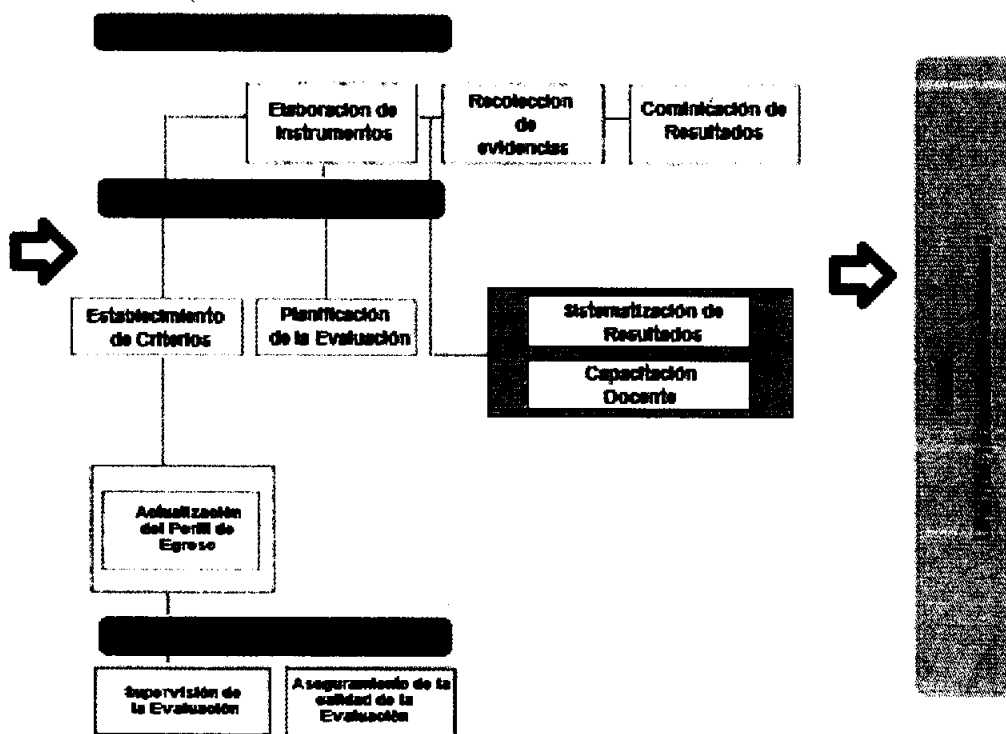 Elaboracion de
Instrumentos
Recoleccion
de
evidencias
Cominicación de
Resultados
Establecimiento
de Criterios
Planificación
de la Evaluación
Sistematización de
Resultados
Capacitación
Docente
Actualización
del Perfil de
Egreso
Supervisión de
la Evaluación
Aseguramiento de la
calidad de la
Evaluación